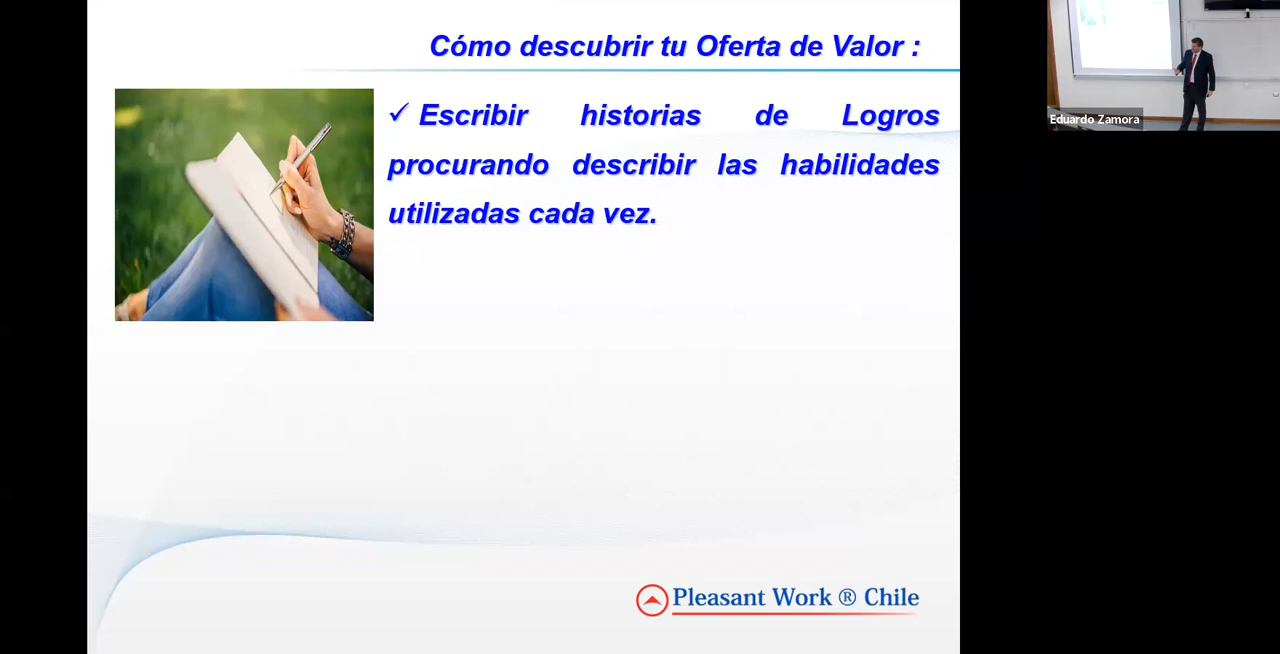 Cómo descubrir tu Oferta de Valor :
✓ Escribir historias de Logros
procurando describir las habilidades
utilizadas cada vez.
Pleasant Work ® Chile
Eduardo Zamora